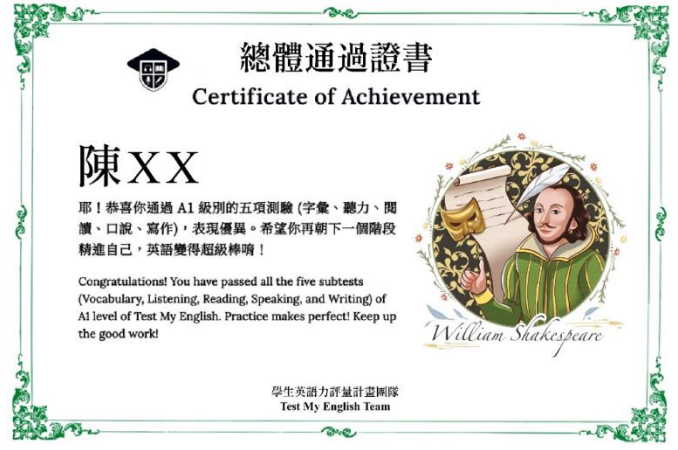 總體通過證書
Certificate of Achievement
陳XX
耶！恭喜你通過 A1 級別的五項測驗 (字彙、聽力、閱
讀、口說、寫作)，表現優異。希望你再朝下一個階段
精進自己，英語變得超級棒唷！
Congratulations! You have passed all the five subtests
(Vocabulary, Listening, Reading, Speaking, and Writing) of
A1 level of Test My English. Practice makes perfect! Keep up
the good work!
William Shakespeare
學生英語力評量計畫團隊
Test My English Team